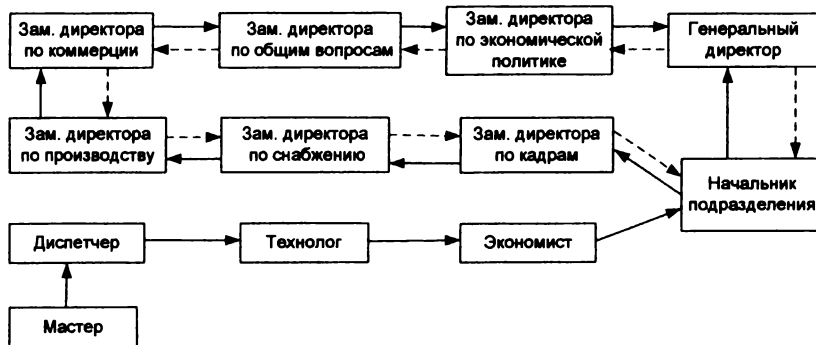 Зам. директора
по коммерции
Зам. директора
по общим вопросам
Зам. директора
по экономической
политике
Генеральный
директор
Зам. директора
по производству
Зам. директора
по снабжению
Зам. директора
по кадрам
Начальник
подразделения
Диспетчер
Технолог
Экономист
Мастер